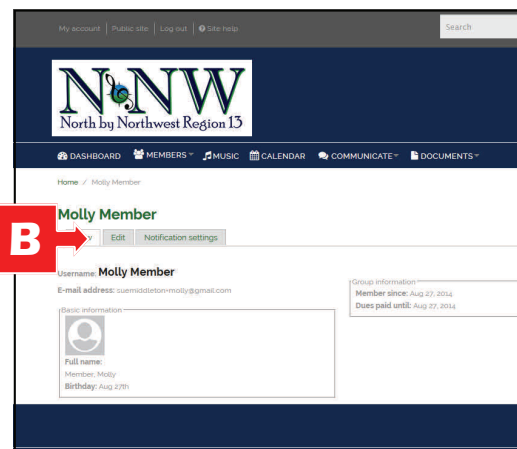 My account | Public site | Log out | Site help
Search
N NW
North by Northwest Region 13
DASHBOARD MEMBERS MUSIC CALENDAR COMMUNICATE DOCUMENTS
Home / Molly Member
Molly Member
B
Edit Notification settings
Username: Molly Member
E-mail address: suemiddleton+molly@gmail.com
Basic information
Full name:
Member, Molly
Birthday: Aug 27th
Group information
Member since: Aug 27, 2014
Dues paid until: Aug 27, 2014